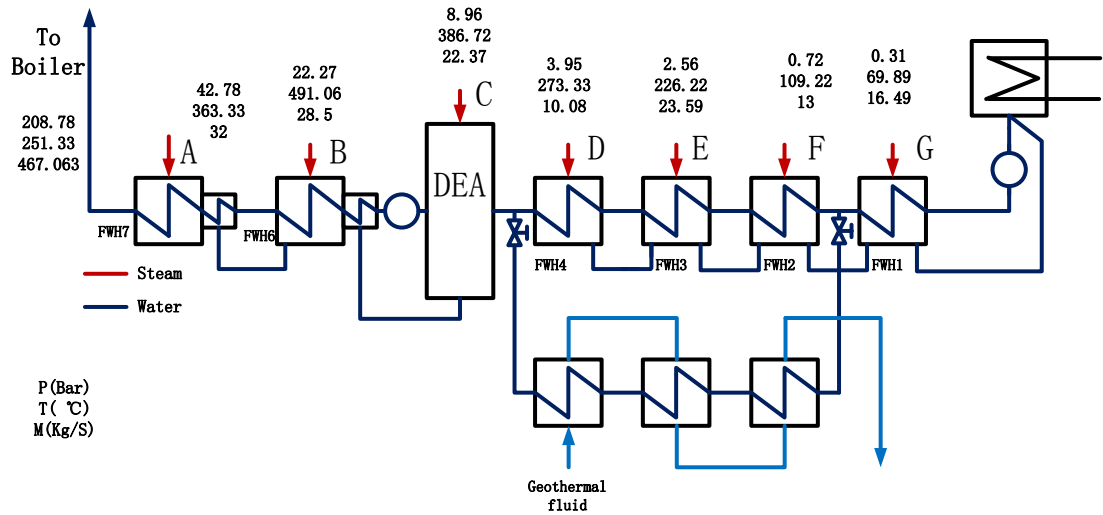 To
Boiler
208.78
251.33
467.063
42.78
363.33
32
A
FWH7
22.27
491.06
28.5
B
FWH6
8.96
386.72
22.37
C
DEA
3.95
273.33
10.08
D
FWH4
2.56
226.22
23.59
E
FWH3
0.72
109.22
13
F
FWH2
0.31
69.89
16.49
G
FWH1
Steam
Water
P(Bar)
T( ℃)
M(Kg/S)
Geothermal
fluid